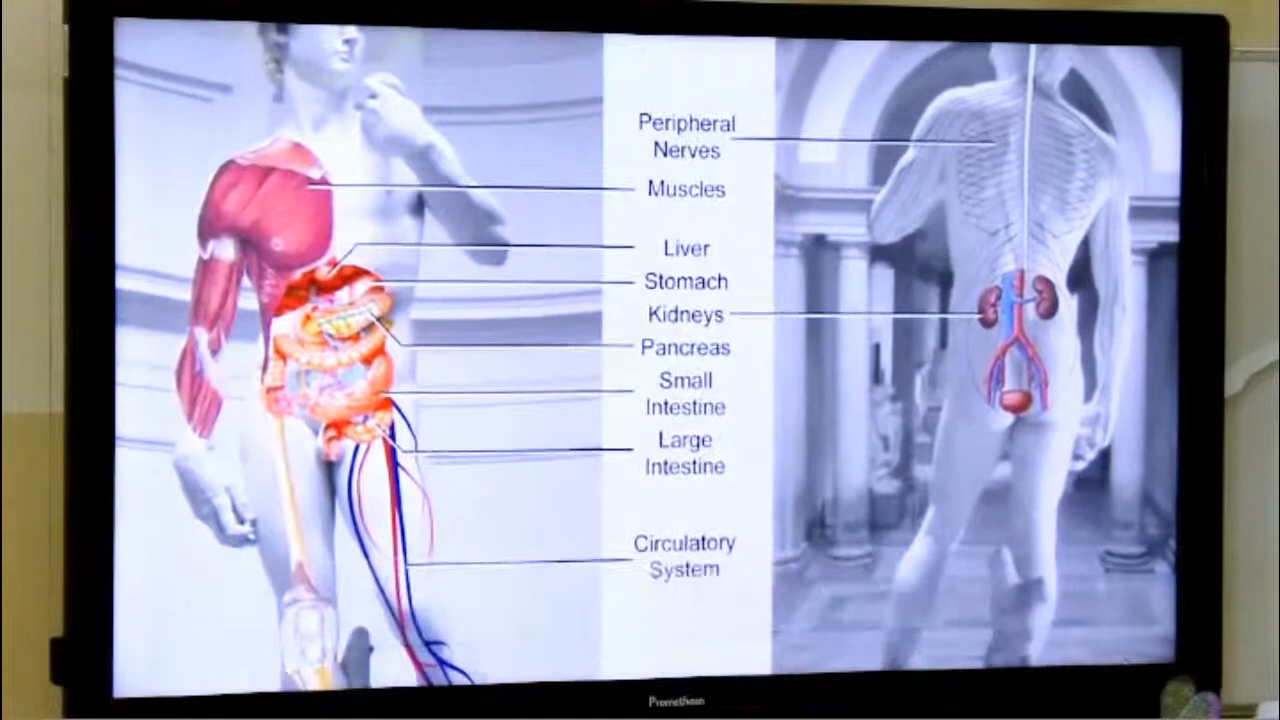 Peripheral
Nerves
Muscles
Liver
Stomach
Kidneys
Pancreas
Small
Intestine
Large
Intestine
Circulatory
System
Promethean